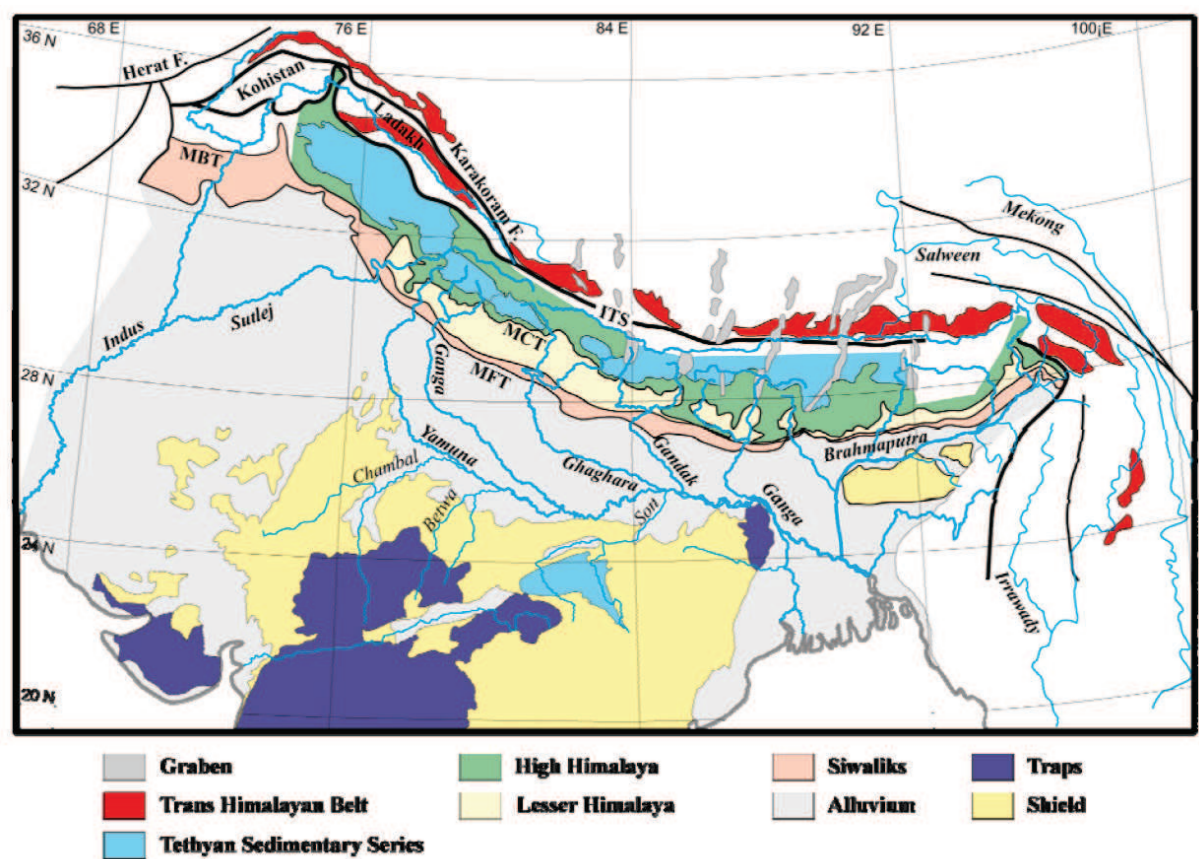 68 E
76 E
84 E
92 E
100¡E
36 N
Herat F.
Kohistan
Ladakh
Karakoram F.
MBT
32 N
Mekong
Salween
ITS
Indus
Sutlej
MCT
Ganga
MFT
28 N
Yamuna
Chambal
Betwa
Ghaghara
Gandak
Son
Ganga
Brahmaputra
24 N
Irrawady
20 N
Graben
High Himalaya
Siwaliks
Traps
Trans Himalayan Belt
Lesser Himalaya
Alluvium
Shield
Tethyan Sedimentary Series